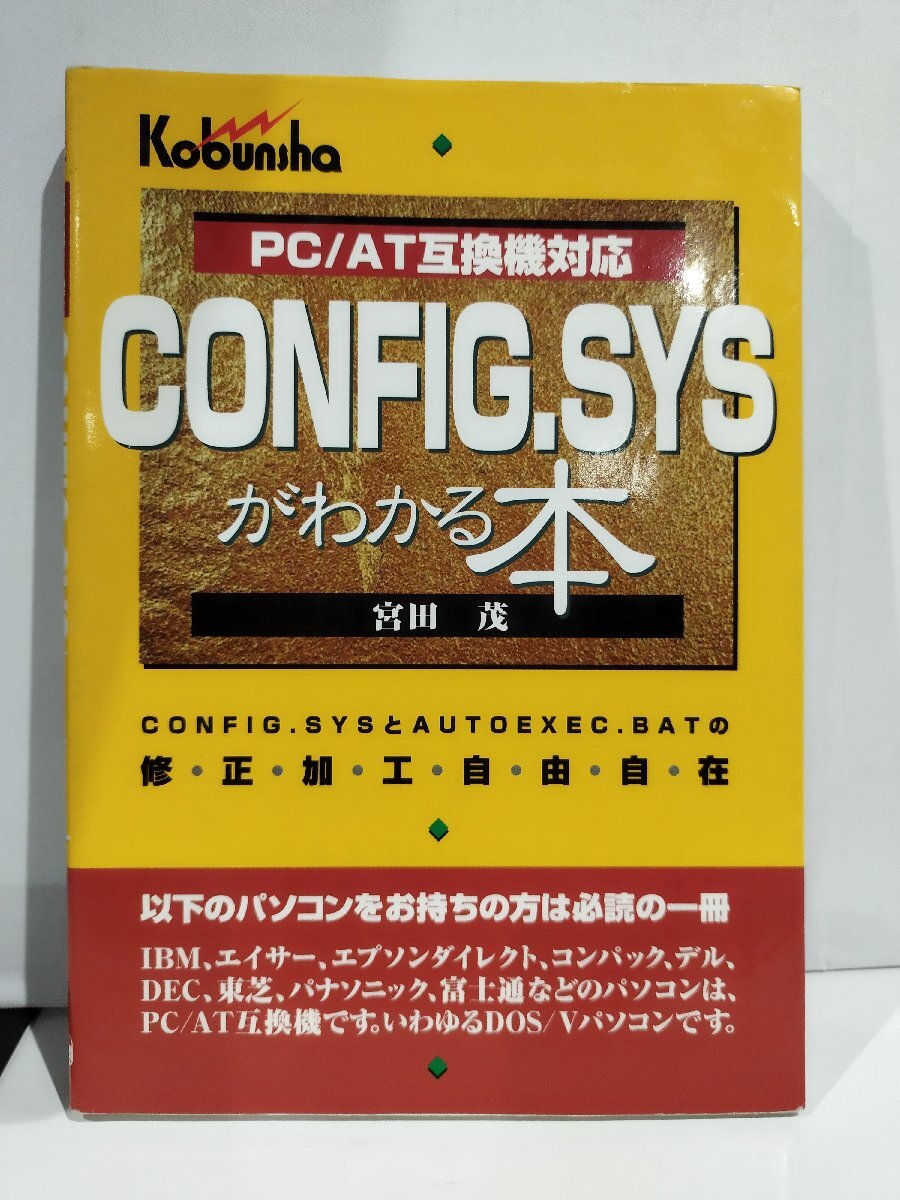 Kobunsha
PC/AT互換機対応
CONFIG.SYS
がわかる本
宮田 茂
CONFIG.SYSとAUTOEXEC.BATの
修・正・加・工・自・由・自・在
以下のパソコンをお持ちの方は必読の一冊
IBM、エイサー、エプソンダイレクト、コンパック、デル、
DEC、東芝、パナソニック、富士通などのパソコンは、
PC/AT互換機です。いわゆるDOS/Vパソコンです。